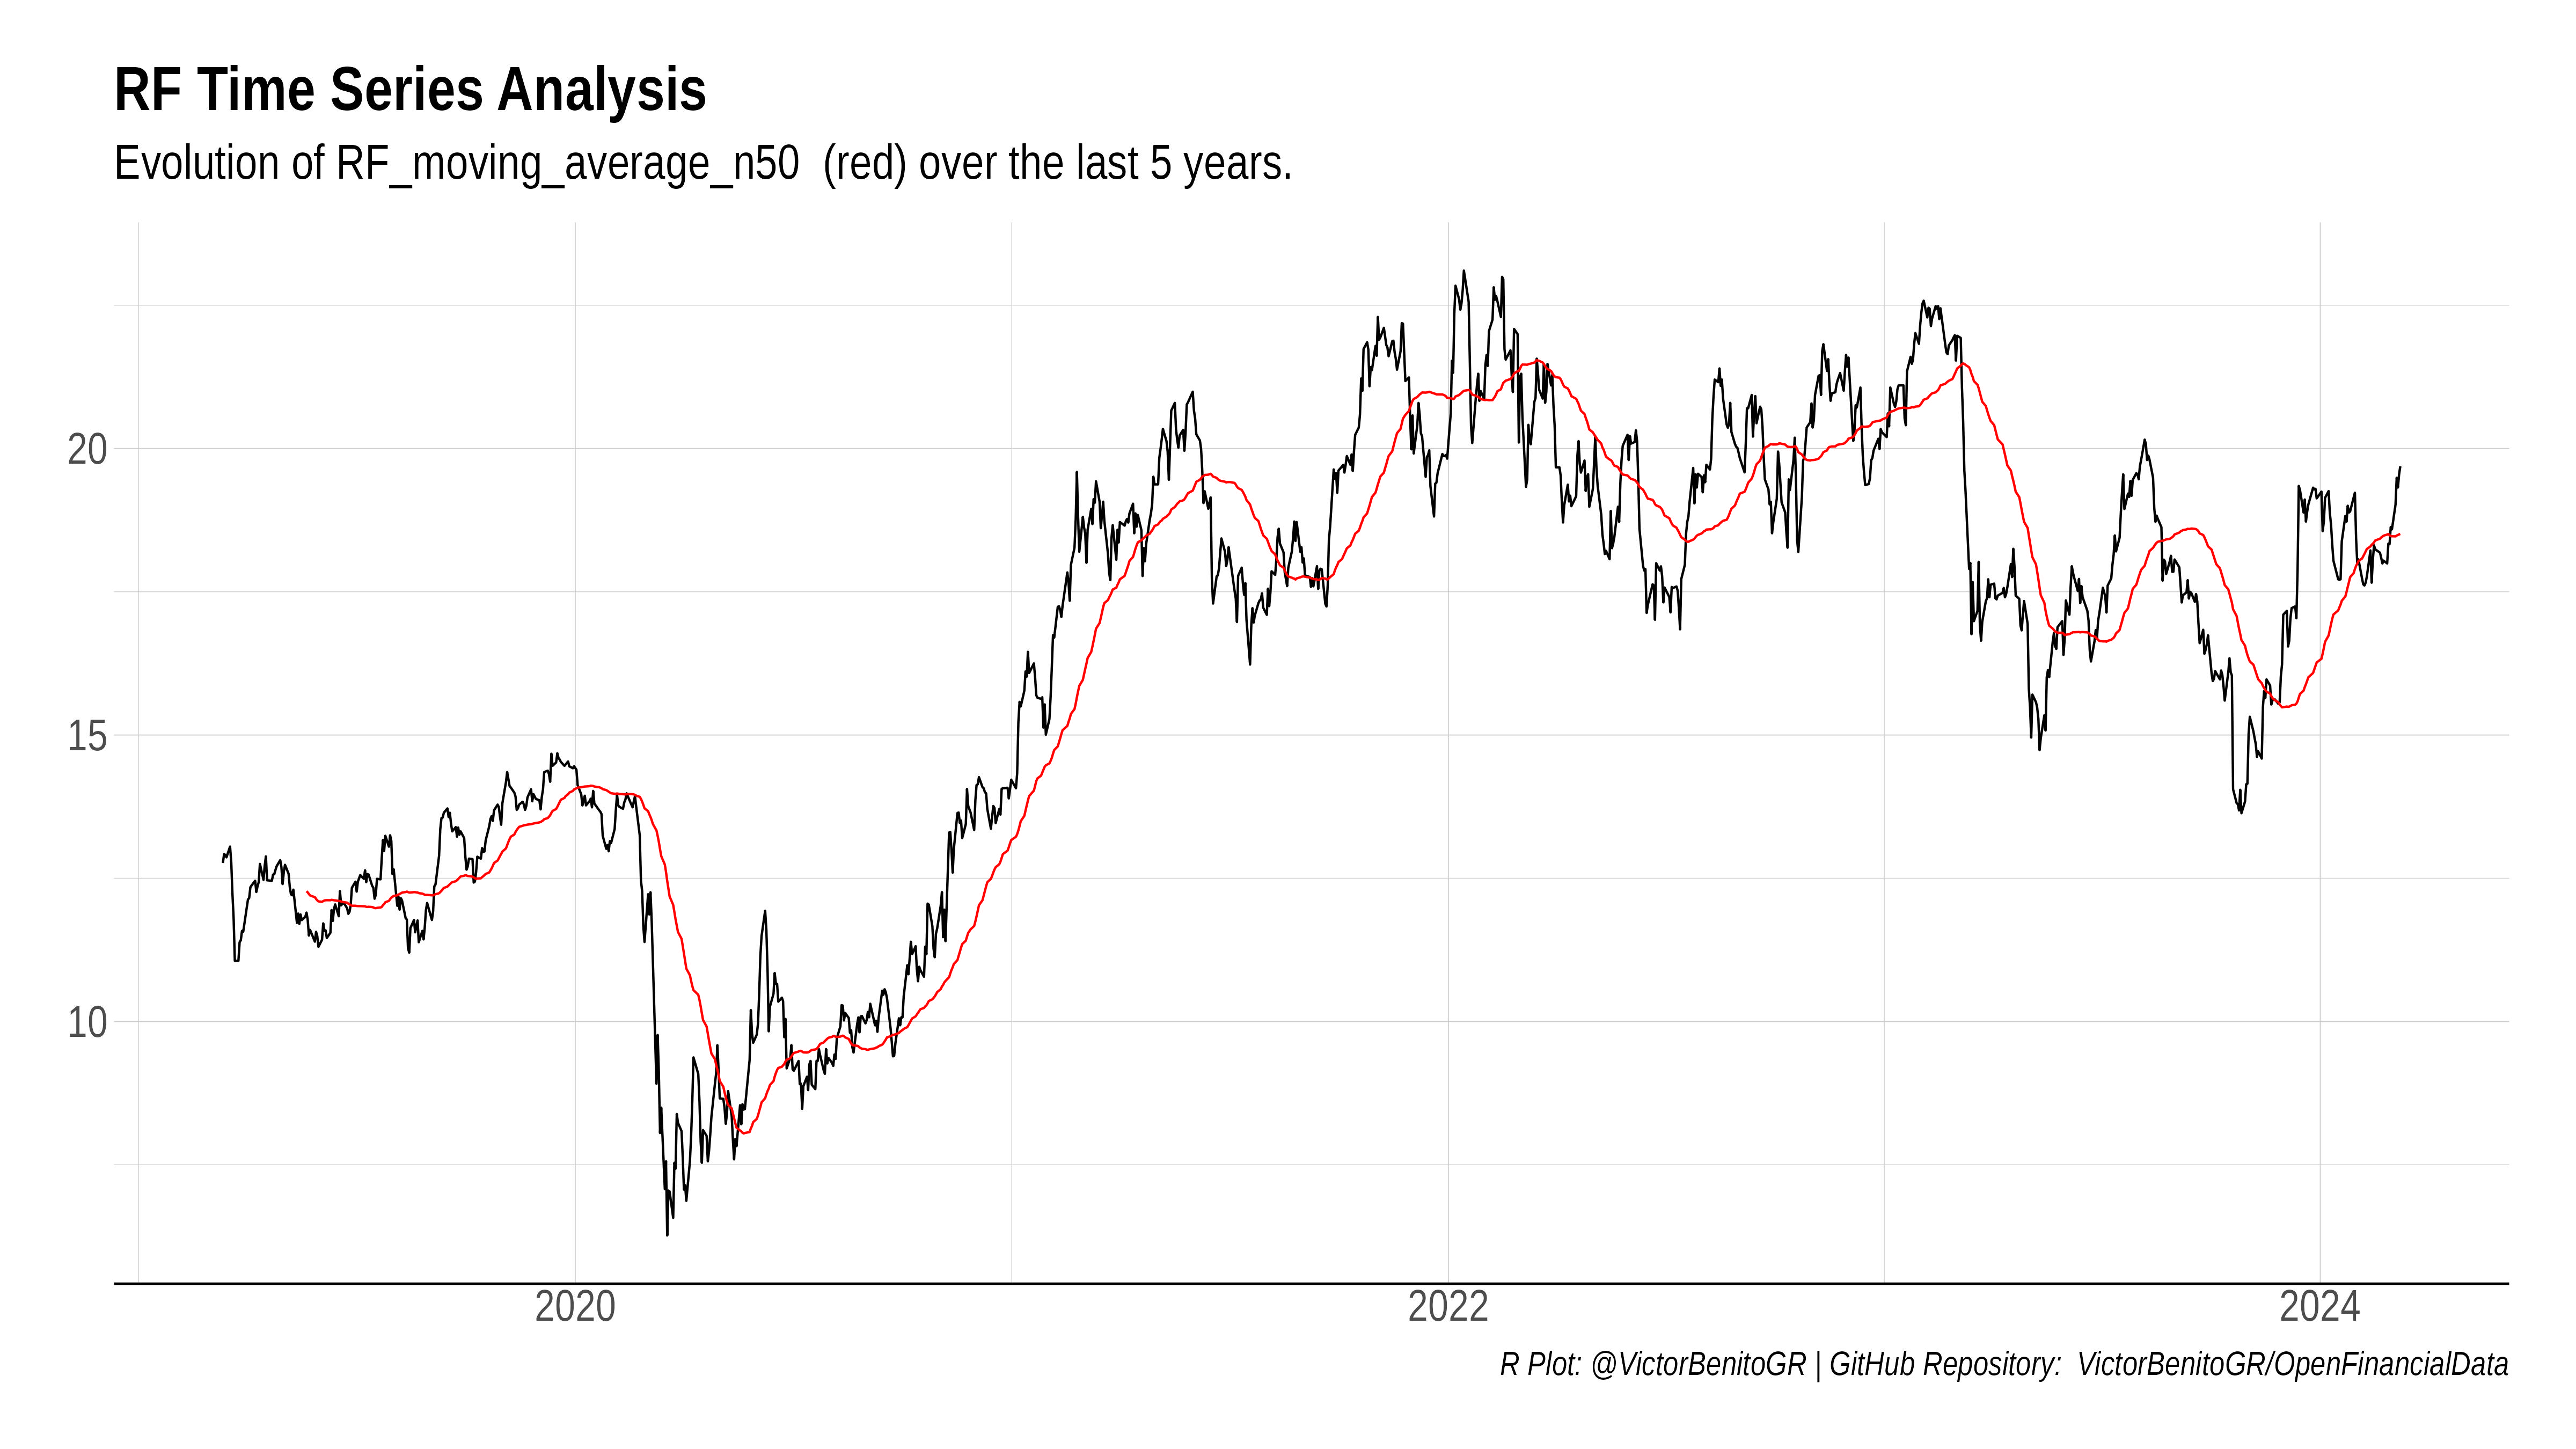 RF Time Series Analysis
Evolution of RF_moving_average_n50  (red) over the last 5 years.
20
15
10
2020
2022
2024
R Plot: @VictorBenitoGR | GitHub Repository:  VictorBenitoGR/OpenFinancialData